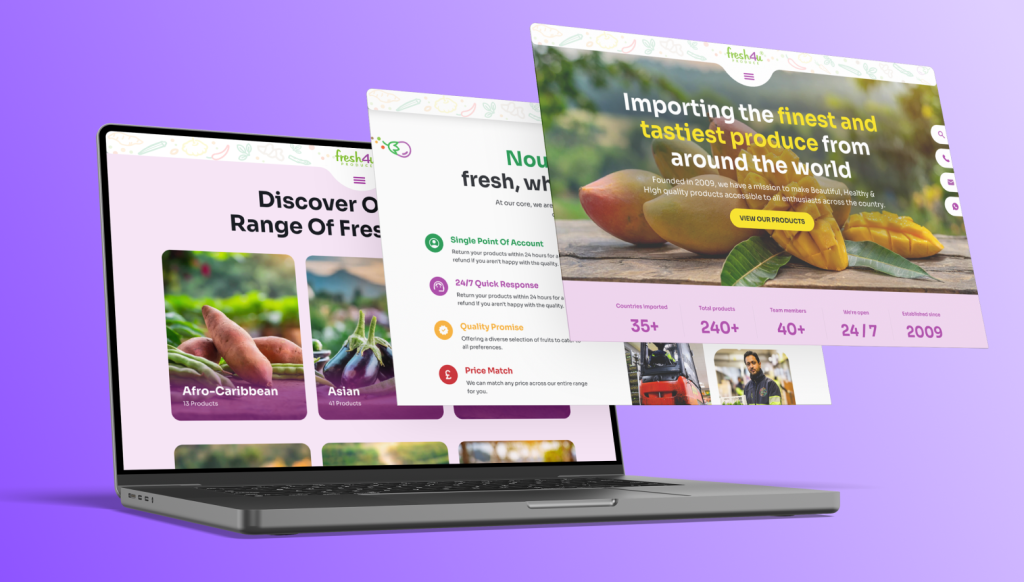 fresh4u
PRODUCE
Discover O
Range Of Fres
Afro-Caribbean
13 Products
Asian
41 Products
Nou
fresh, wh
At our core, we are
Single Point Of Account
Return your products within 24 hours for a
refund if you aren't happy with the quality.
24/7 Quick Response
Return your products within 24 hours for a
refund if you aren't happy with the quality.
Quality Promise
Offering a diverse selection of fruits to cate
all preferences.
£
Price Match
We can match any price across our entire range
for you.
fresh4u
PRODUCE
Importing the finest and
tastiest produce from
around the world
Founded in 2009, we have a mission to make Beautiful, Healthy &
High quality products accessible to all enthusiasts across the country.
VIEW OUR PRODUCTS
Countries imported
35+
Total products
240+
Team members
40+
We're open
24/7
Established since
2009